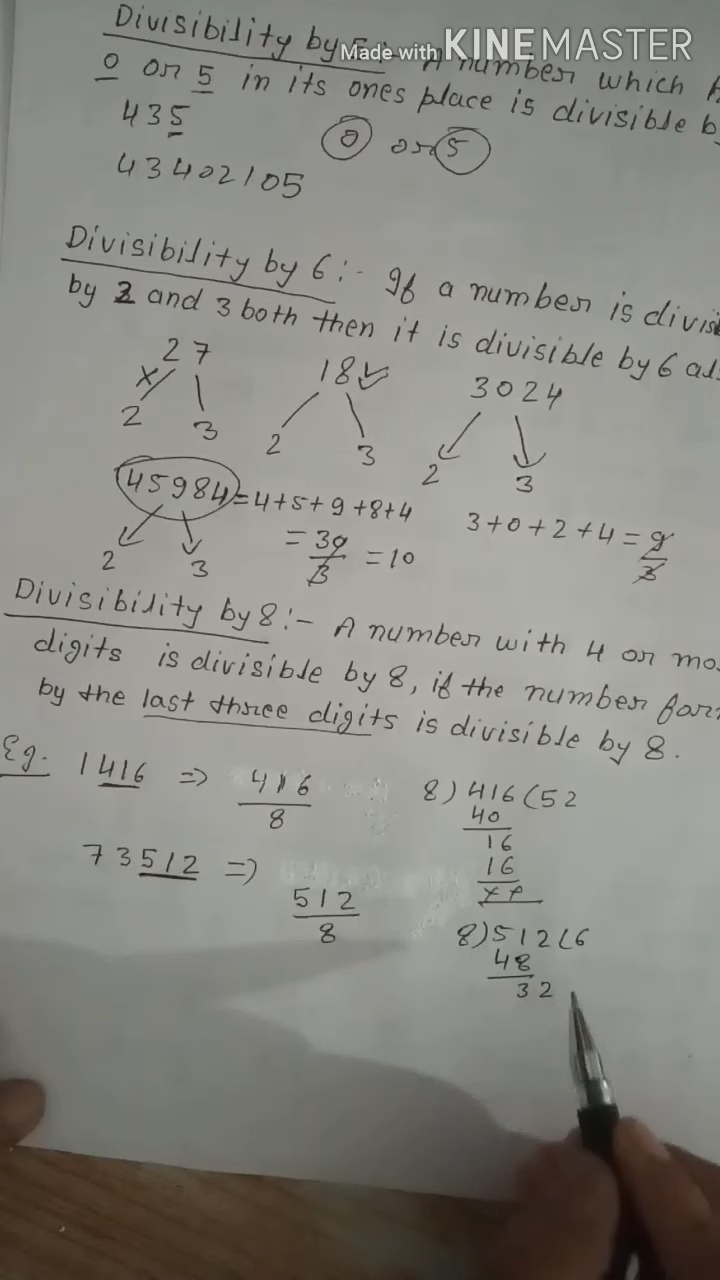 Made with KINEMASTER
Divisibility by 5:- A number which
0 or 5 in its ones place is divisible
435
0 or 5
43402105
Divisibility by 6:- If a number is
by 2 and 3 both then it is divisible by 6
27 18 ✓ 3024
2 3 2 3 2 3
45984 = 4+5+9+8+4
= 30/3 = 10
3+0+2+4 = 9/3
2 3
Divisibility by 8:- A number with 4 or
digits is divisible by 8, if the number
by the last three digits is divisible by 8.
Eg. 1416 => 416/8
8)416(52
40
16
16
××
73512 => 512/8
8)512(6
48
32